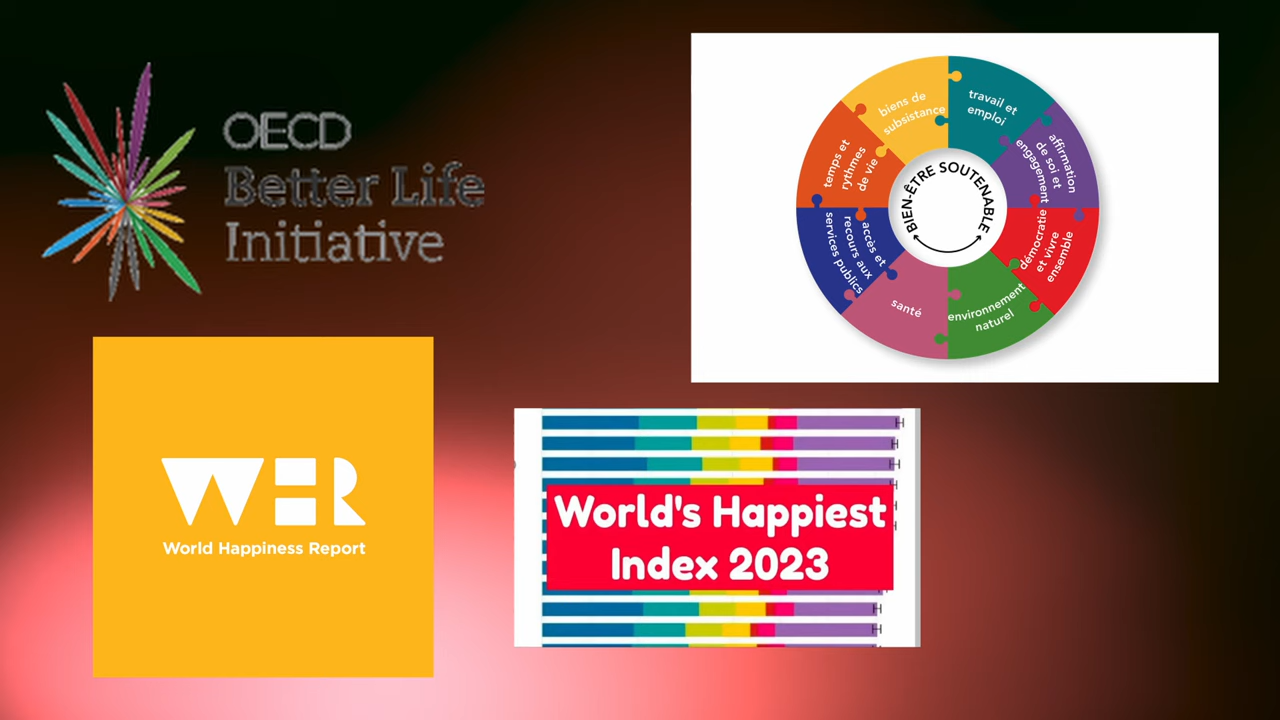 OECD
Better Life
Initiative
biens de
subsistance
travail et
emploi
affirmation
de soi et
engagement
démocratie
et vivre
ensemble
environnement
naturel
santé
accès et
recours aux
services publics
temps et
rythmes
de vie
BIEN-ÊTRE SOUTENABLE
WHR
World Happiness Report
World's Happiest
Index 2023